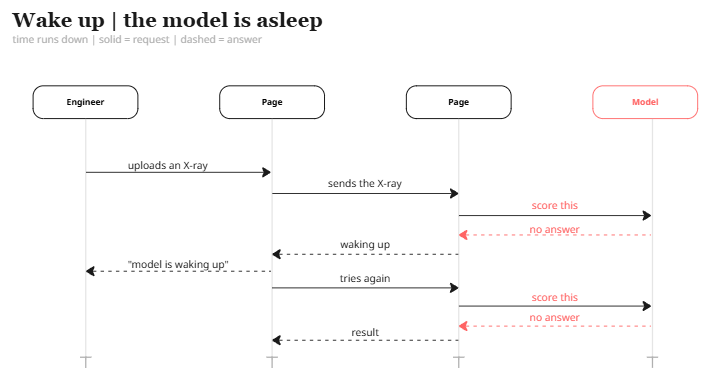 Wake up | the model is asleep
time runs down | solid = request | dashed = answer
Engineer
Page
Page
Model
uploads an X-ray
sends the X-ray
score this
no answer
waking up
"model is waking up"
tries again
score this
no answer
result